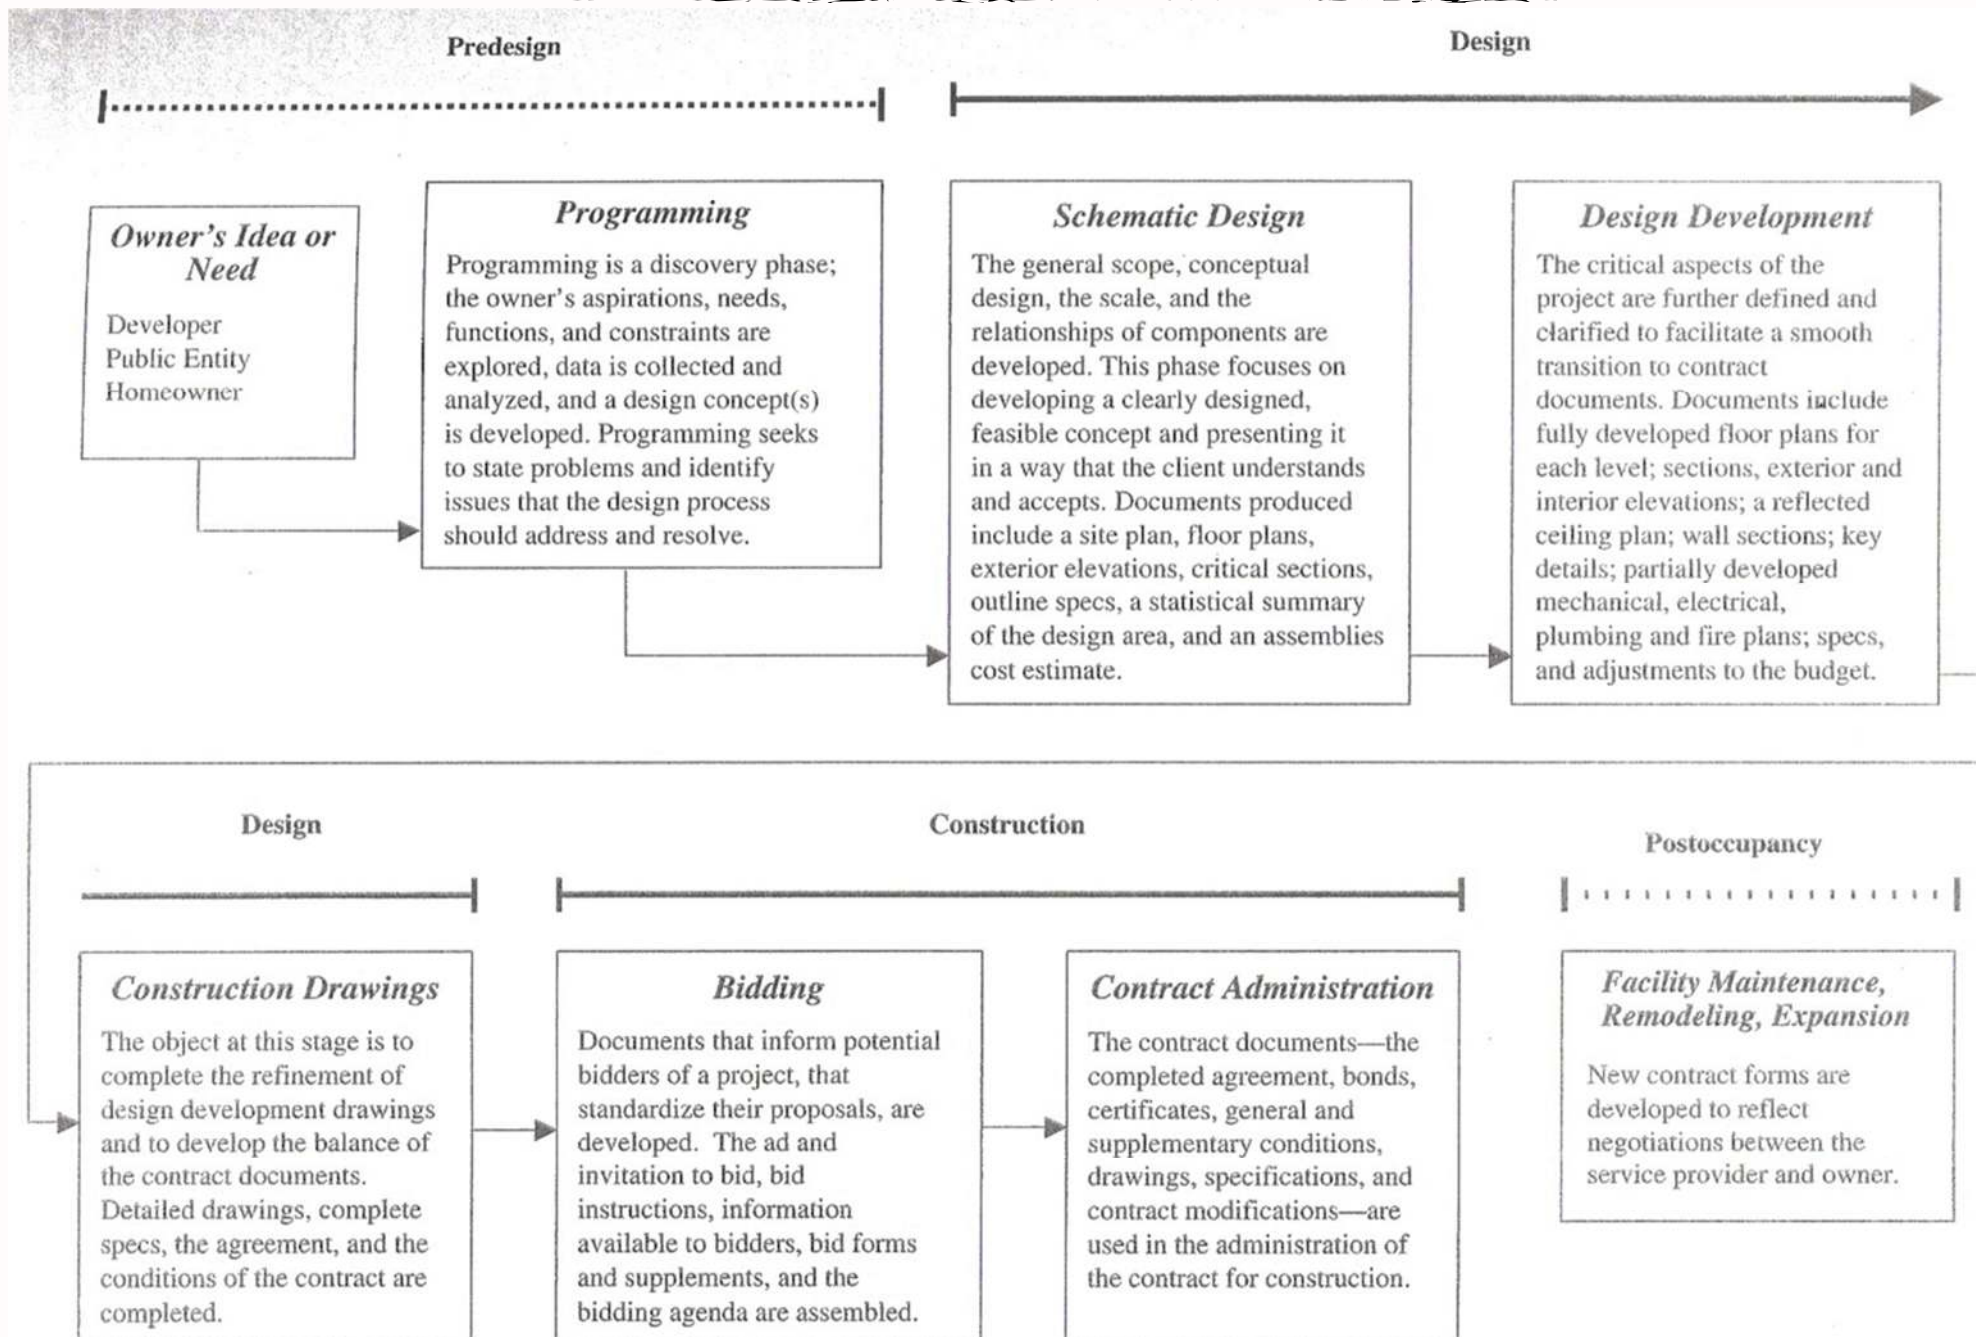 Predesign
Design
Owner's Idea or
Need
Developer
Public Entity
Homeowner
Programming
Programming is a discovery phase;
the owner's aspirations, needs,
functions, and constraints are
explored, data is collected and
analyzed, and a design concept(s)
is developed. Programming seeks
to state problems and identify
issues that the design process
should address and resolve.
Schematic Design
The general scope, conceptual
design, the scale, and the
relationships of components are
developed. This phase focuses on
developing a clearly designed,
feasible concept and presenting it
in a way that the client understands
and accepts. Documents produced
include a site plan, floor plans,
exterior elevations, critical sections,
outline specs, a statistical summary
of the design area, and an assemblies
cost estimate.
Design Development
The critical aspects of the
project are further defined and
clarified to facilitate a smooth
transition to contract
documents. Documents include
fully developed floor plans for
each level; sections, exterior and
interior elevations; a reflected
ceiling plan; wall sections; key
details; partially developed
mechanical, electrical,
plumbing and fire plans; specs,
and adjustments to the budget.
Design
Construction
Postoccupancy
Construction Drawings
The object at this stage is to
complete the refinement of
design development drawings
and to develop the balance of
the contract documents.
Detailed drawings, complete
specs, the agreement, and the
conditions of the contract are
completed.
Bidding
Documents that inform potential
bidders of a project, that
standardize their proposals, are
developed. The ad and
invitation to bid, bid
instructions, information
available to bidders, bid forms
and supplements, and the
bidding agenda are assembled.
Contract Administration
The contract documents—the
completed agreement, bonds,
certificates, general and
supplementary conditions,
drawings, specifications, and
contract modifications—are
used in the administration of
the contract for construction.
Facility Maintenance,
Remodeling, Expansion
New contract forms are
developed to reflect
negotiations between the
service provider and owner.